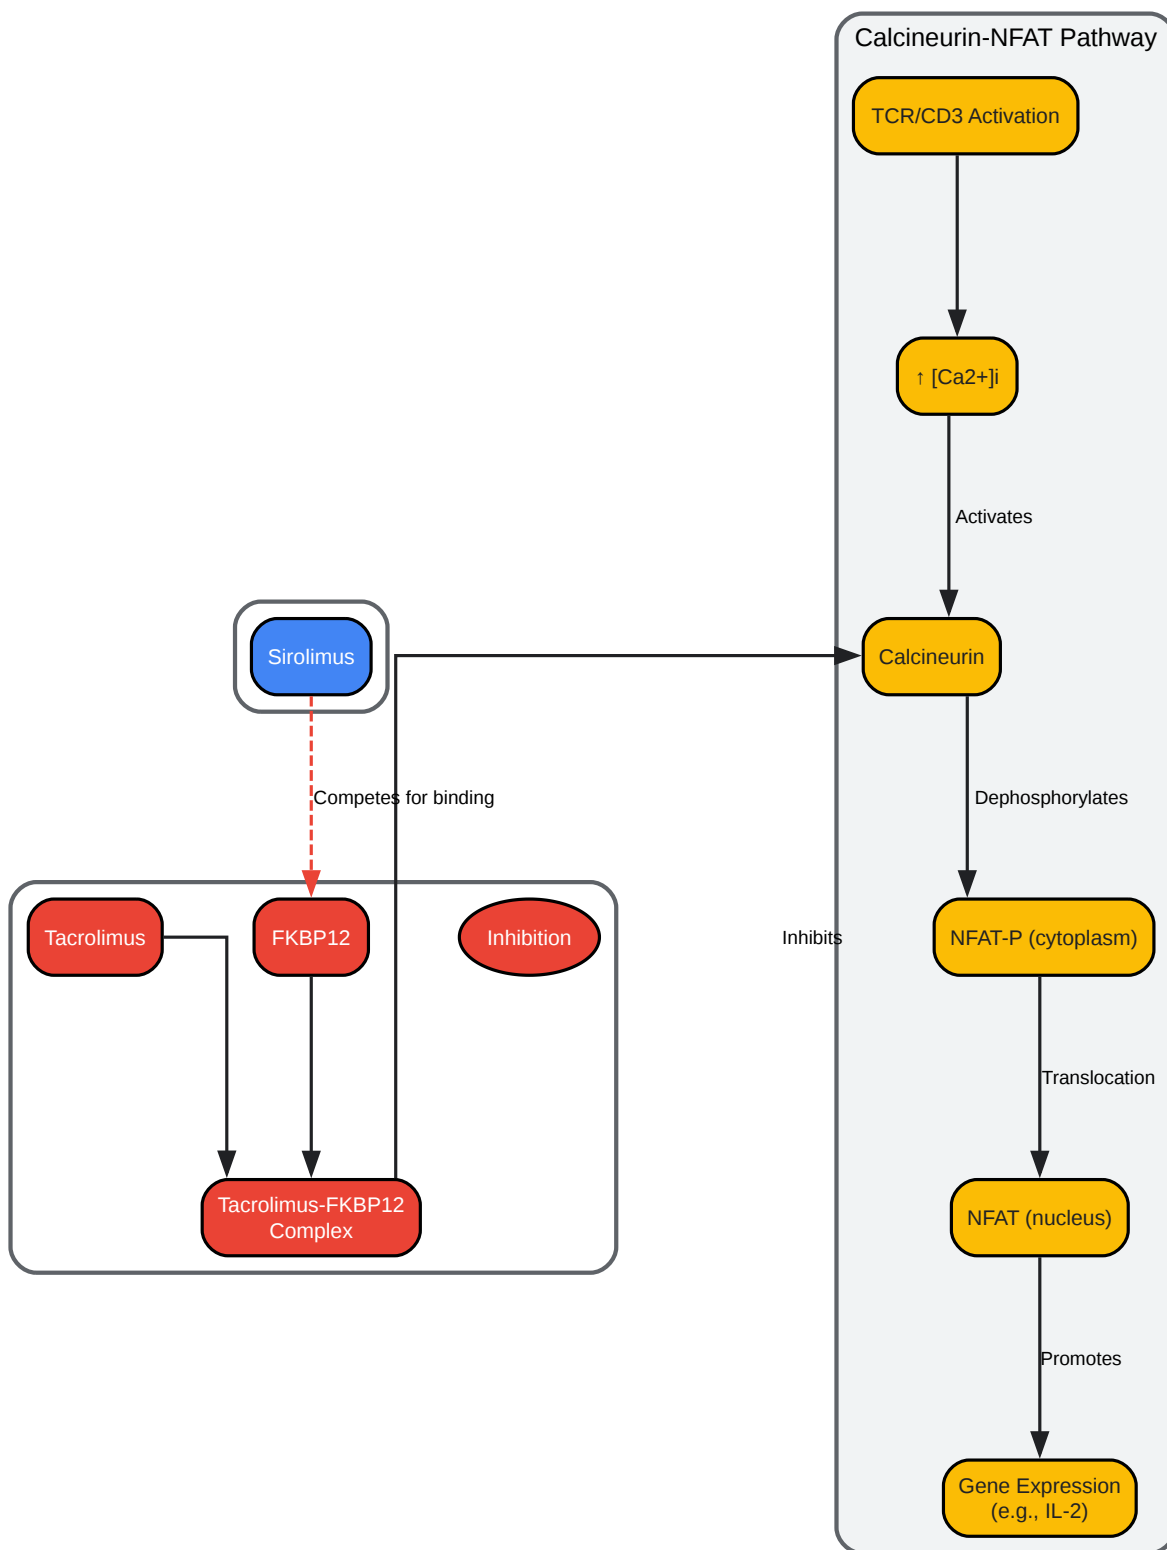 Calcineurin-NFAT Pathway
TCR/CD3 Activation
↑ [Ca2+]i
Activates
Sirolimus
Calcineurin
Competes for binding
Dephosphorylates
Tacrolimus
FKBP12
Inhibition
Inhibits
NFAT-P (cytoplasm)
Translocation
Tacrolimus-FKBP12
Complex
NFAT (nucleus)
Promotes
Gene Expression
(e.g., IL-2)